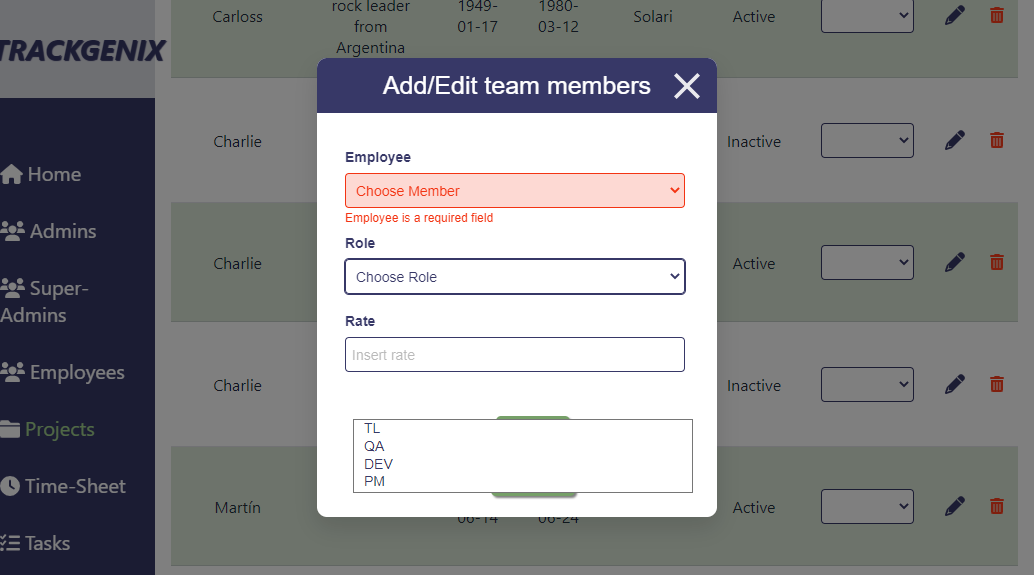 TRACKGENIX
Home
Admins
Super-
Admins
Employees
Projects
Time-Sheet
Tasks
Carloss
rock leader
from
Argentina
1949-
01-17
1980-
03-12
Solari
Active
Charlie
Inactive
Charlie
Active
Charlie
Inactive
Martín
06-14
06-24
Active
Add/Edit team members
Employee
Choose Member
Employee is a required field
Role
Choose Role
Rate
Insert rate
TL
QA
DEV
PM